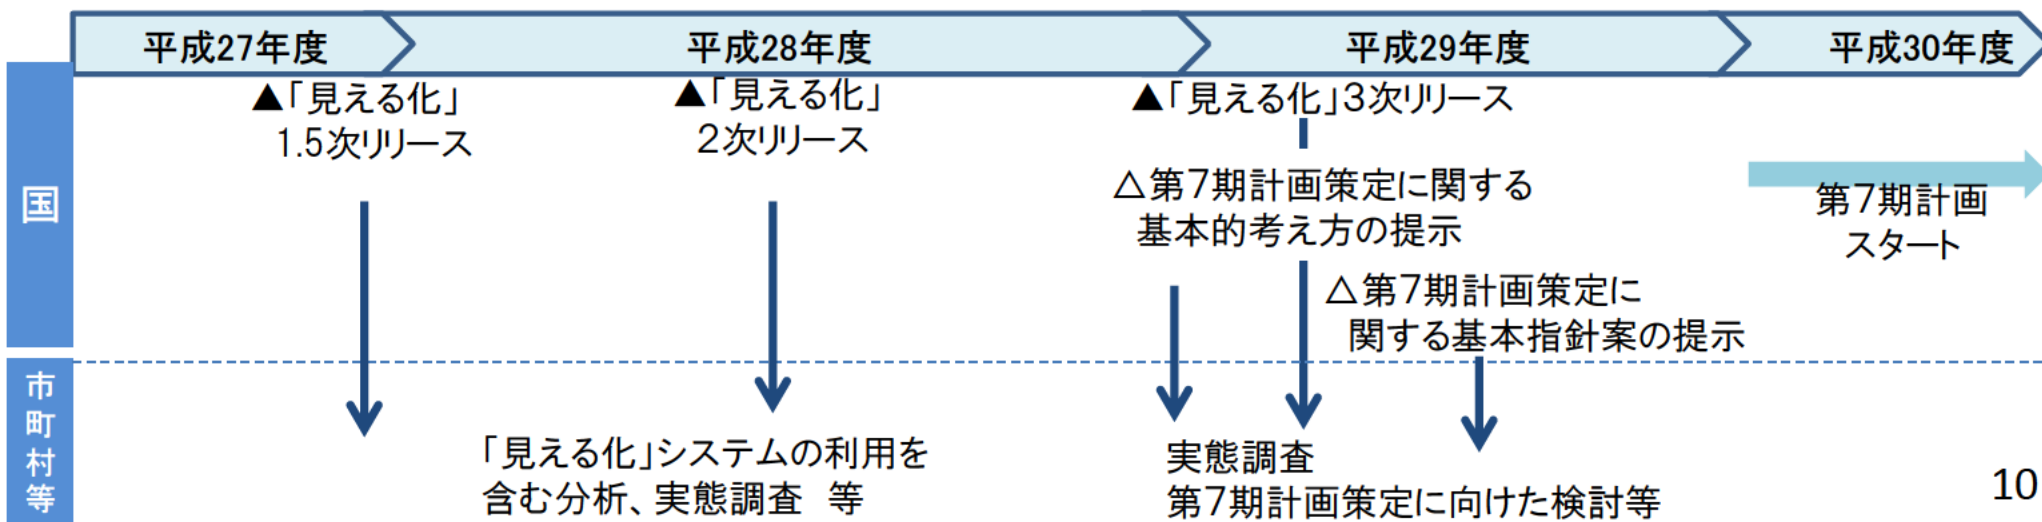 平成27年度
平成28年度
平成29年度
平成30年度
国
▲「見える化」
1.5次リリース
▲「見える化」
2次リリース
▲「見える化」3次リリース
△第7期計画策定に関する
基本的考え方の提示
△第7期計画策定に
関する基本指針案の提示
第7期計画
スタート
市町村等
「見える化」システムの利用を
含む分析、実態調査 等
実態調査
第7期計画策定に向けた検討等
10